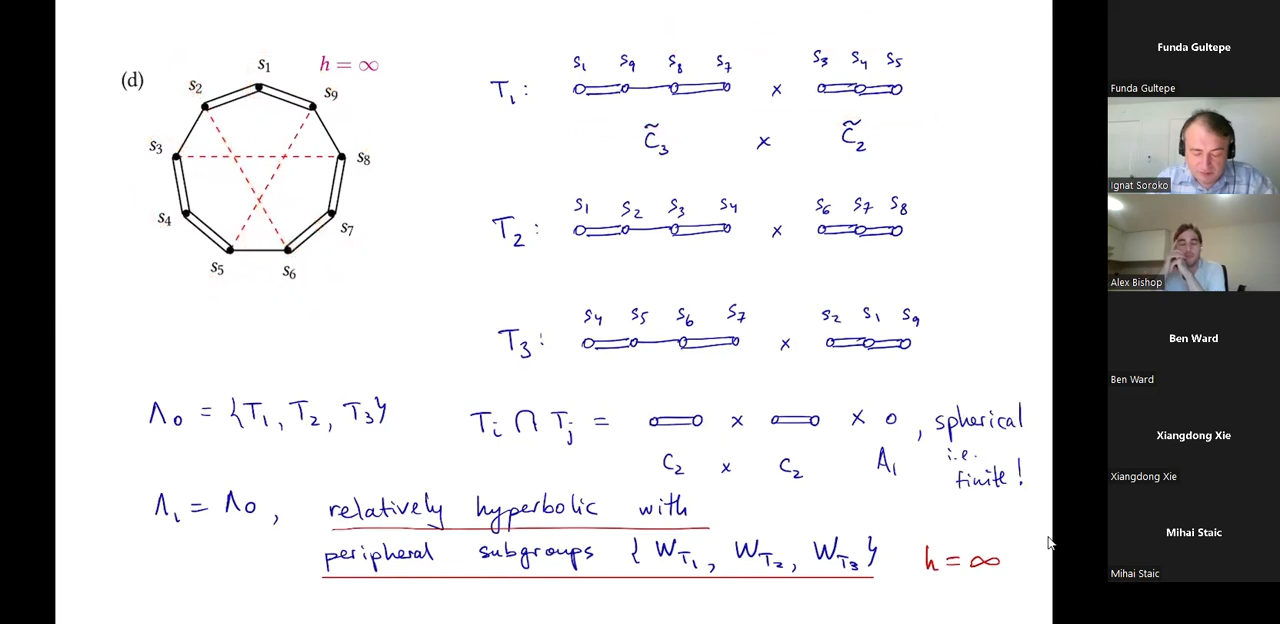 (d)
h = ∞
s1
s2
s9
s3
s8
s4
s7
s5
s6
s1 s9 s8 s7 s3 s4 s5
T1 : ×
C̃3 × C̃2
s1 s2 s3 s4 s6 s7 s8
T2 : ×
s4 s5 s6 s7 s2 s1 s9
T3 : ×
Λ0 = {T1, T2, T3}
Ti ∩ Tj = × × , spherical
C2 × C2 A1 i.e.
finite!
Λ1 = Λ0, relatively hyperbolic with
peripheral subgroups {WT1, WT2, WT3} h = ∞
Funda Gultepe
Funda Gultepe
Ignat Soroko
Alex Bishop
Ben Ward
Ben Ward
Xiangdong Xie
Xiangdong Xie
Mihai Staic
Mihai Staic